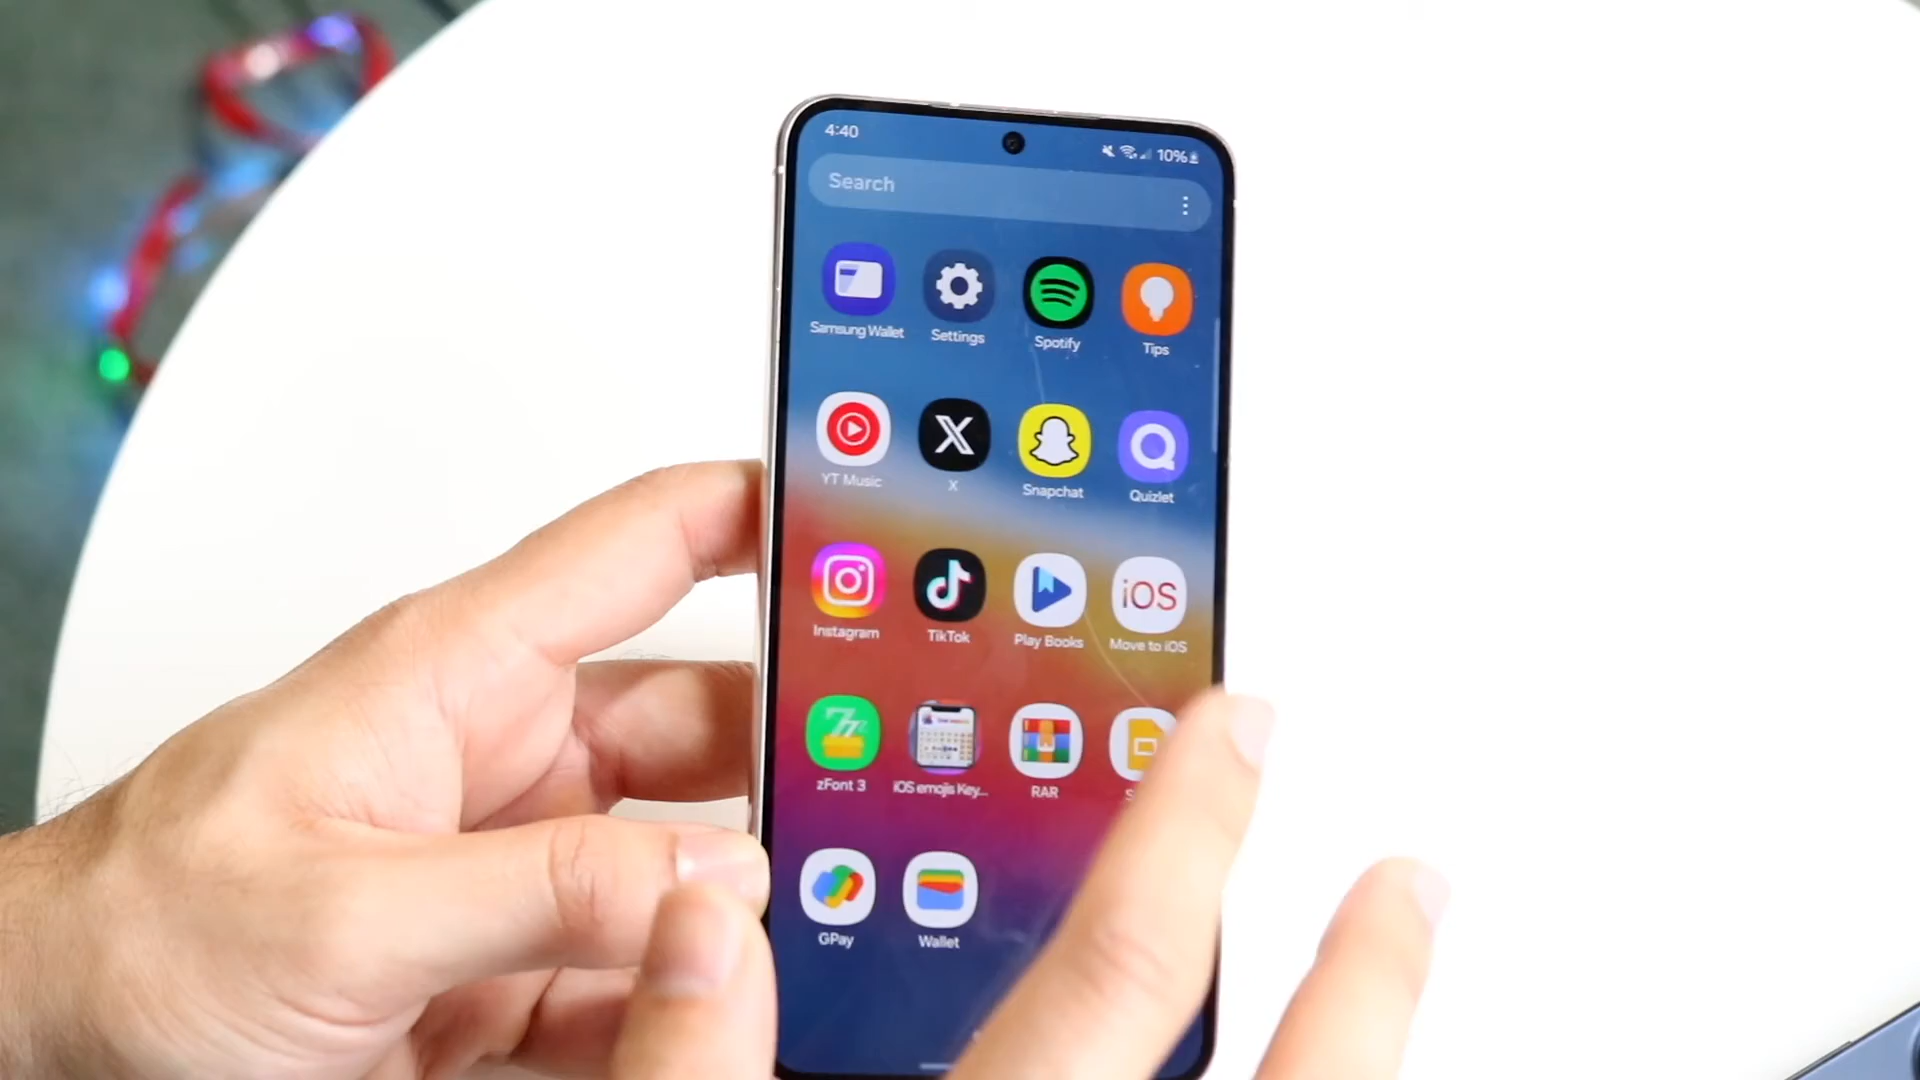 4:40
10%
Search
Samsung Wallet
Settings
Spotify
Tips
YT Music
X
Snapchat
Quizlet
Instagram
TikTok
Play Books
iOS
Move to iOS
zFont 3
iOS emojis Key...
RAR
GPay
Wallet